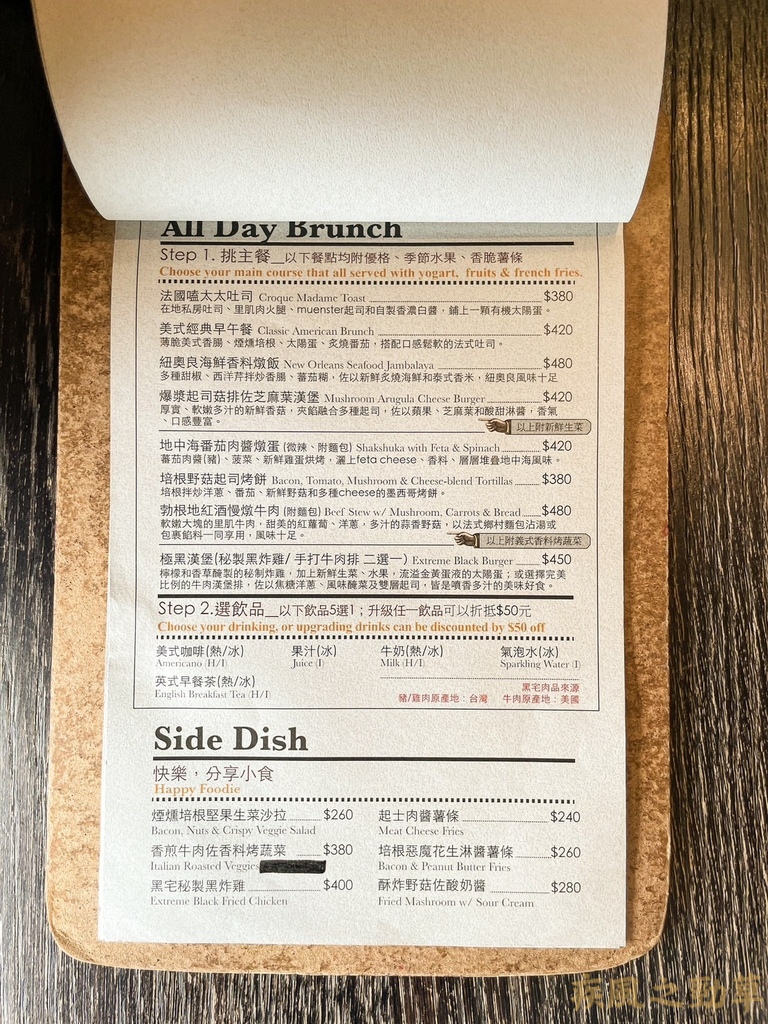 All Day Brunch
Step 1. 挑主餐__以下餐點均附優格、季節水果、香脆薯條
Choose your main course that all served with yogurt, fruits & french fries.
法國嗑太太吐司 Croque Madame Toast $380
在地私房吐司、里肌肉火腿、muenster起司和自製香濃白醬，鋪上一顆有機太陽蛋。
美式經典早午餐 Classic American Brunch $420
薄脆美式香腸、煙燻培根、太陽蛋、炙燒番茄，搭配口感鬆軟的法式吐司。
紐奧良海鮮香料燉飯 New Orleans Seafood Jambalaya $480
多種甜椒、西洋芹拌炒香腸、蕃茄糊，佐以新鮮炙燒海鮮和泰式香米，紐奧良風味十足
爆漿起司菇排佐芝麻葉漢堡 Mushroom Arugula Cheese Burger $420
厚實、軟嫩多汁的新鮮香菇，夾餡融合多種起司，佐以蘋果、芝麻葉和酸甜淋醬，香氣
、口感豐富。
以上附新鮮生菜
地中海番茄肉醬燉蛋 (微辣、附麵包) Shakshuka with Feta & Spinach $420
蕃茄肉醬(豬)、菠菜、新鮮雞蛋烘烤，灑上feta cheese、香料、層層堆疊地中海風味。
培根野菇起司烤餅 Bacon, Tomato, Mushroom & Cheese-blend Tortillas $380
培根拌炒洋蔥、番茄、新鮮野菇和多種cheese的墨西哥烤餅。
勃根地紅酒慢燉牛肉 (附麵包) Beef Stew w/ Mushroom, Carrots & Bread $480
軟嫩大塊的里肌牛肉，甜美的紅蘿蔔、洋蔥，多汁的蒜香野菇，以法式鄉村麵包沾湯或
包裹餡料一同享用，風味十足。
以上附義式香料烤蔬菜
極黑漢堡(秘製黑炸雞/ 手打牛肉排 二選一) Extreme Black Burger $450
檸檬和香草醃製的秘制炸雞，加上新鮮生菜、水果，流溢金黃蛋液的太陽蛋；或選擇完美
比例的牛肉漢堡排，佐以焦糖洋蔥、風味醃菜及雙層起司，皆是噴香多汁的美味好食。
Step 2.選飲品__以下飲品5選1；升級任一飲品可以折抵$50元
Choose your drinking, or upgrading drinks can be discounted by $50 off
美式咖啡(熱/冰) 果汁(冰) 牛奶(熱/冰) 氣泡水(冰)
Americano (H/I) Juice (I) Milk (H/I) Sparkling Water (I)
英式早餐茶(熱/冰)
English Breakfast Tea (H/I)
黑宅肉品來源
豬/雞肉原產地：台灣 牛肉原產地：美國
Side Dish
快樂，分享小食
Happy Foodie
煙燻培根堅果生菜沙拉 $260 起士肉醬薯條 $240
Bacon, Nuts & Crispy Veggie Salad Meat Cheese Fries
香煎牛肉佐香料烤蔬菜 $380 培根惡魔花生淋醬薯條 $260
Italian Roasted Veggies Bacon & Peanut Butter Fries
黑宅秘製黑炸雞 $400 酥炸野菇佐酸奶醬 $280
Extreme Black Fried Chicken Fried Mashroom w/ Sour Cream
疾風之勁草